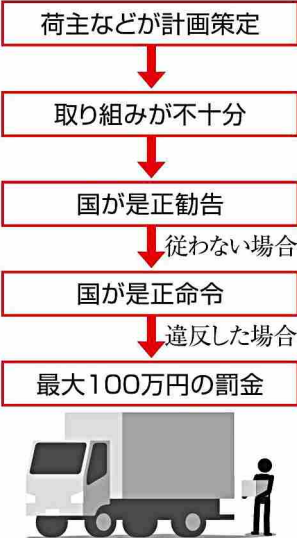 荷主などが計画策定
取り組みが不十分
国が是正勧告
従わない場合
国が是正命令
違反した場合
最大100万円の罰金